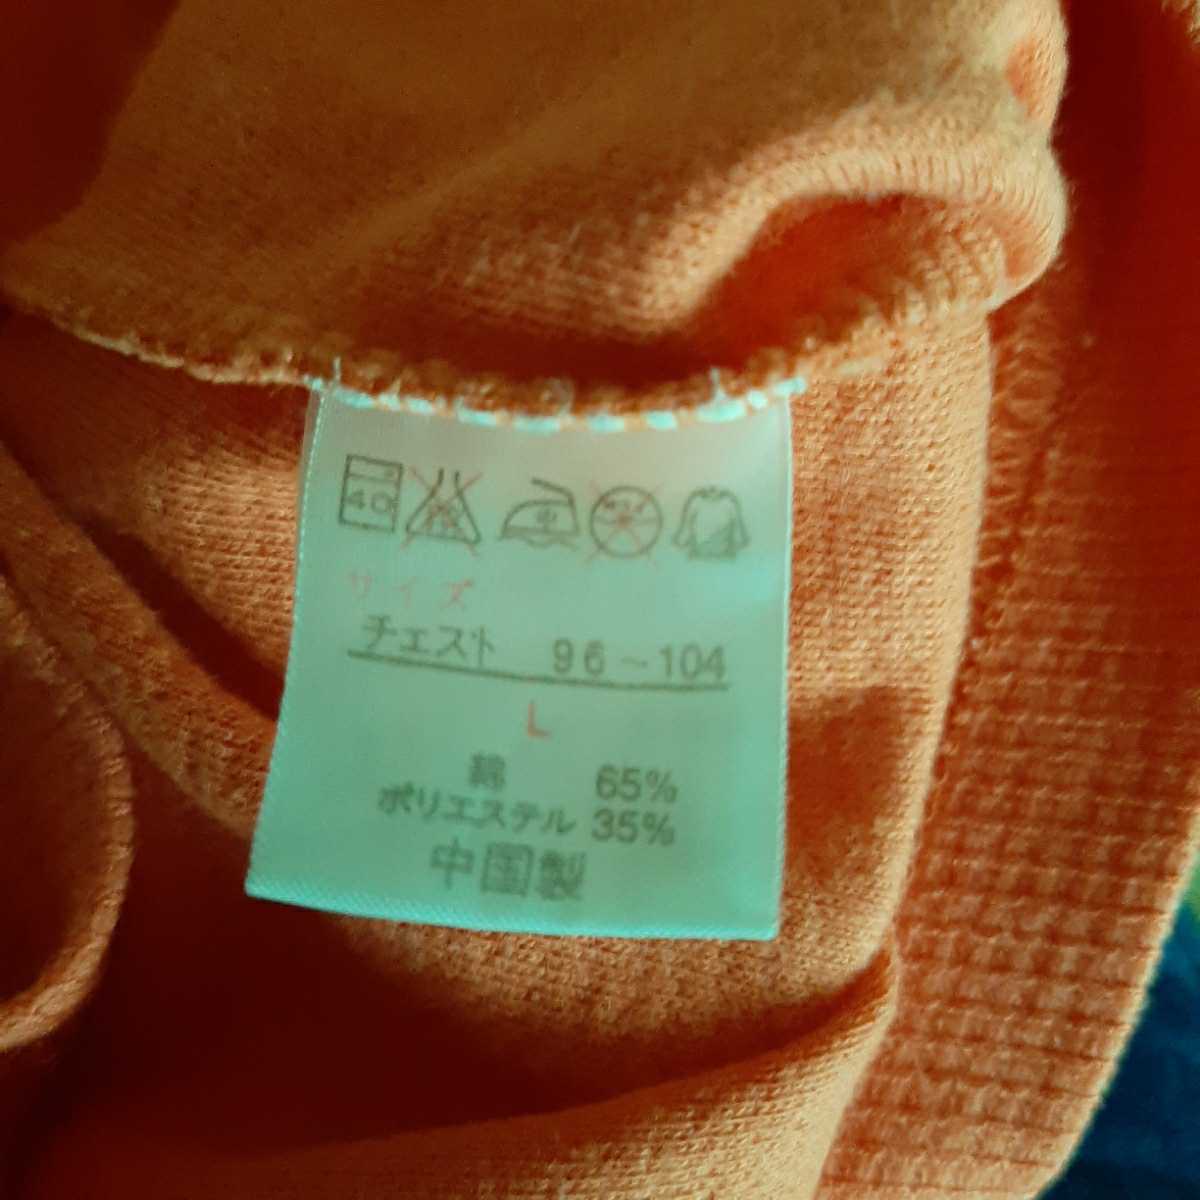 40
サイズ
チェスト 96~104
L
綿 65%
ポリエステル 35%
中国製